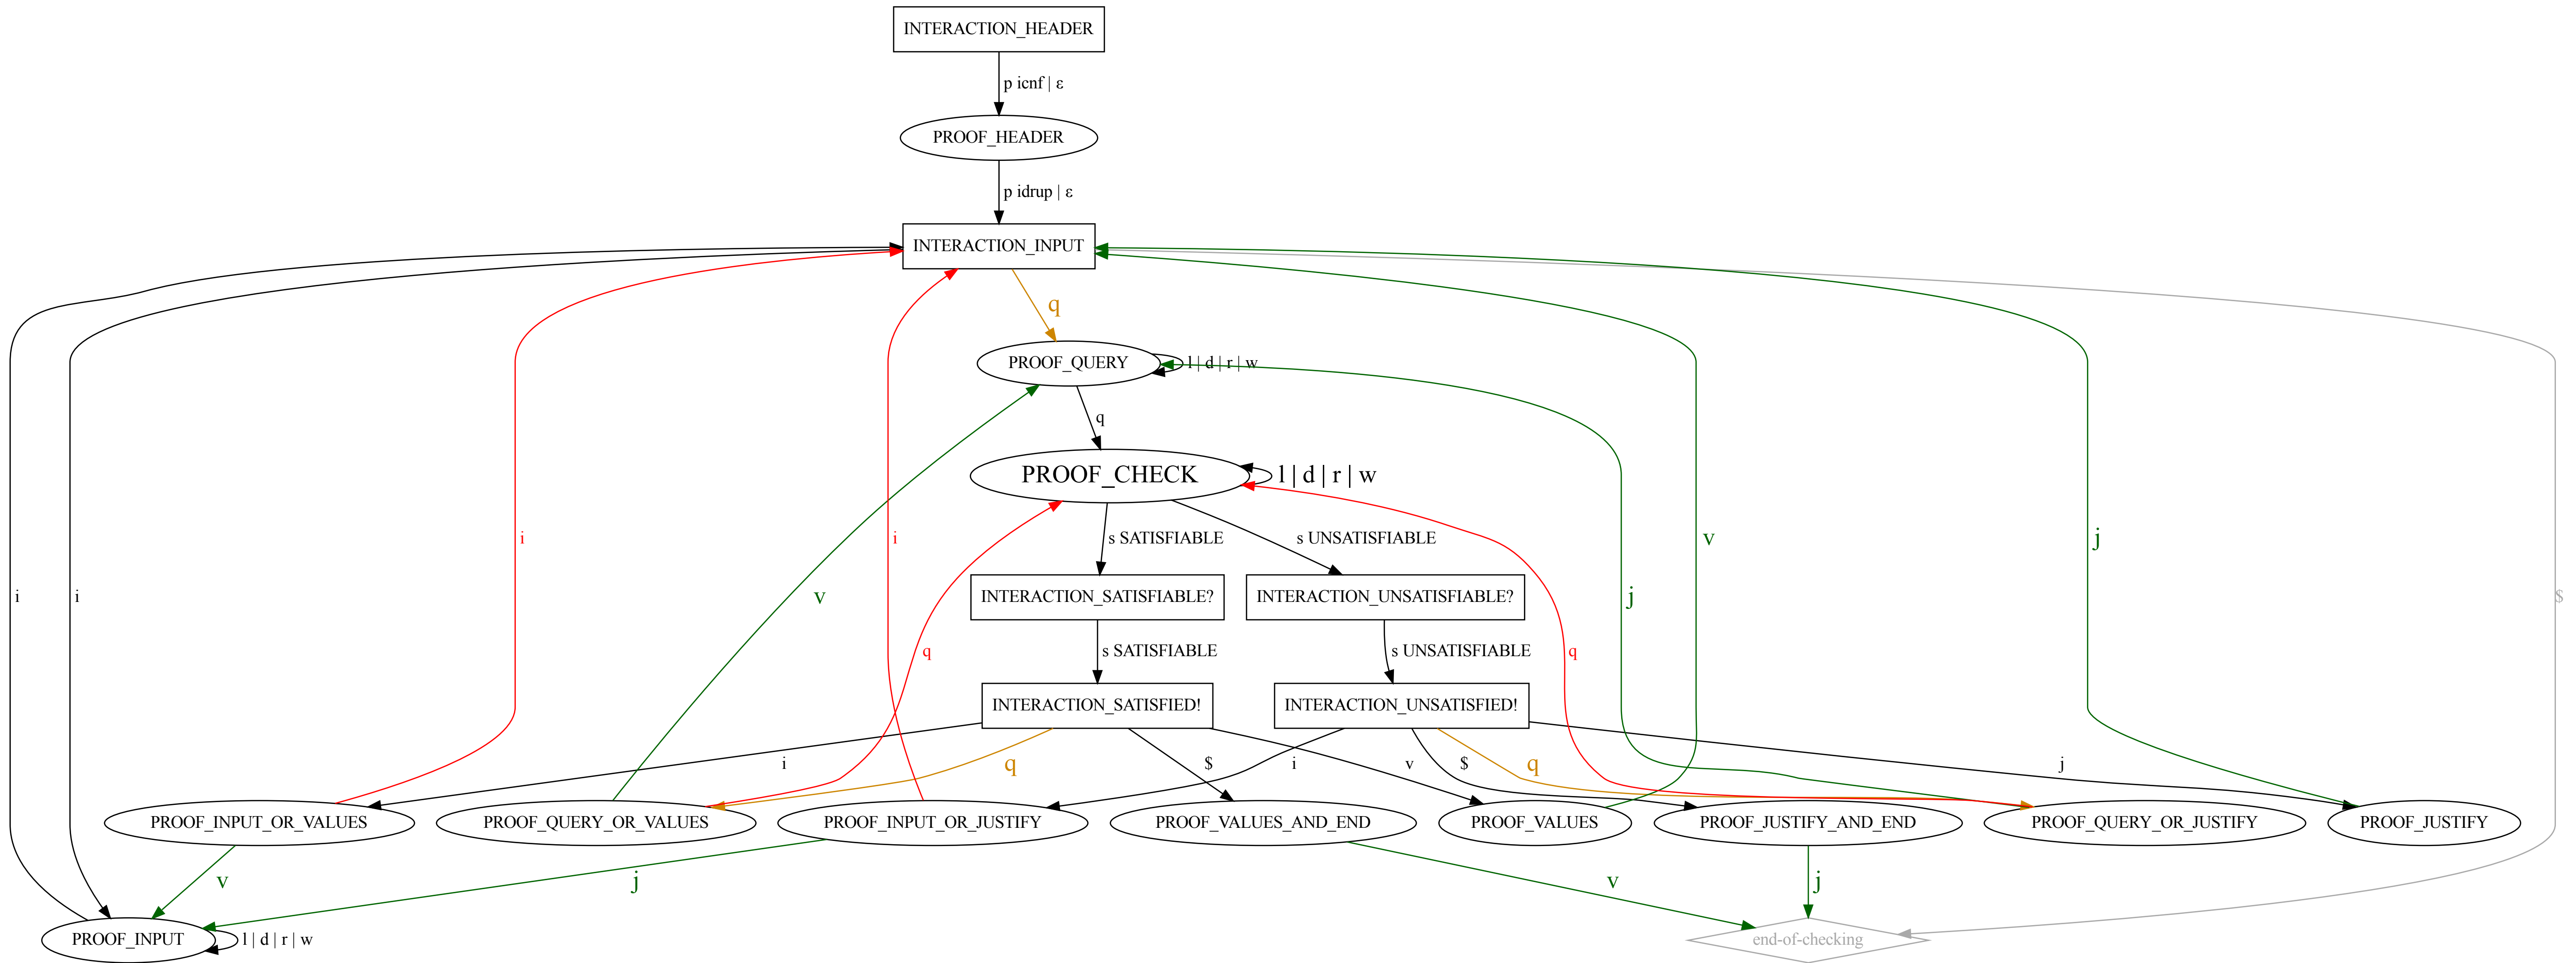 INTERACTION_HEADER
p icnf | ε
PROOF_HEADER
p idrup | ε
INTERACTION_INPUT
q
PROOF_QUERY
l | d | r | w
q
PROOF_CHECK
l | d | r | w
i
s SATISFIABLE
s UNSATISFIABLE
i
v
j
i
i
v
INTERACTION_SATISFIABLE?
INTERACTION_UNSATISFIABLE?
j
$
q
s SATISFIABLE
s UNSATISFIABLE
q
INTERACTION_SATISFIED!
INTERACTION_UNSATISFIED!
i
q
$
i
v
$
q
j
PROOF_INPUT_OR_VALUES
PROOF_QUERY_OR_VALUES
PROOF_INPUT_OR_JUSTIFY
PROOF_VALUES_AND_END
PROOF_VALUES
PROOF_JUSTIFY_AND_END
PROOF_QUERY_OR_JUSTIFY
PROOF_JUSTIFY
v
j
v
j
PROOF_INPUT
l | d | r | w
end-of-checking